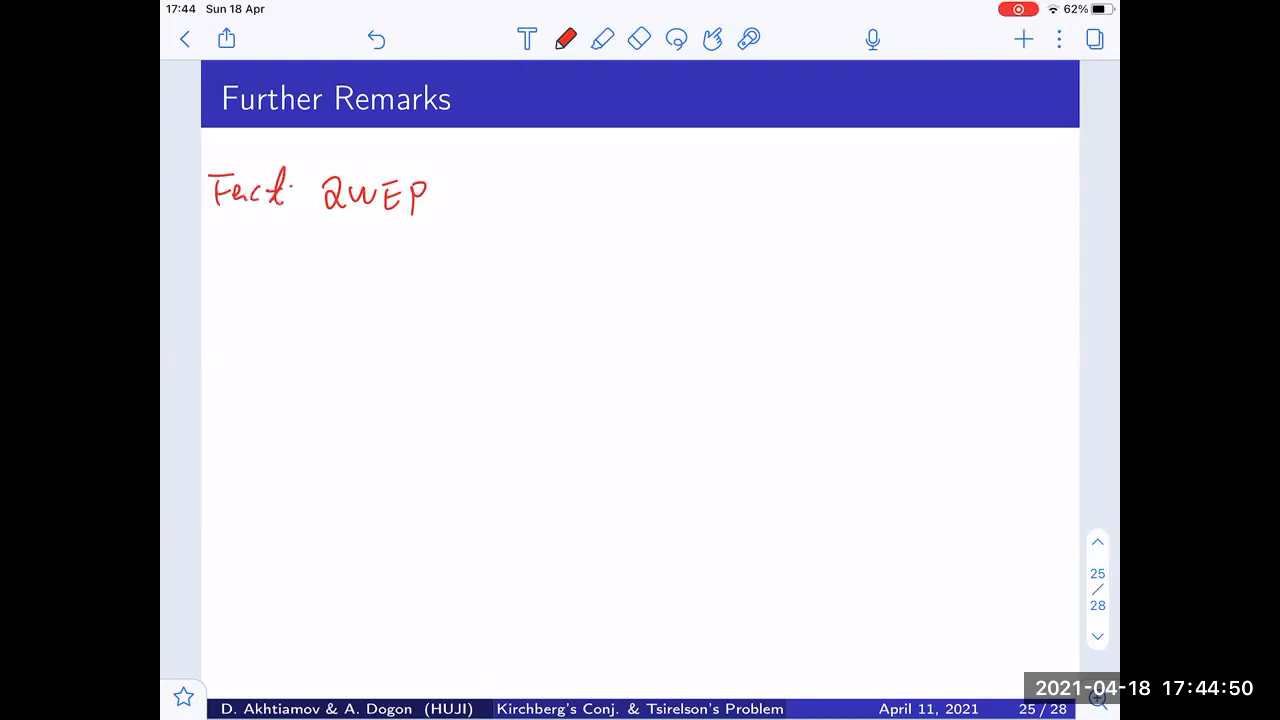 17:44 Sun 18 Apr
62%
Further Remarks
Fact: QWEP
25
/
28
D. Akhtiamov & A. Dogon (HUJI) Kirchberg's Conj. & Tsirelson's Problem April 11, 2021 25 / 28
2021-04-18 17:44:50